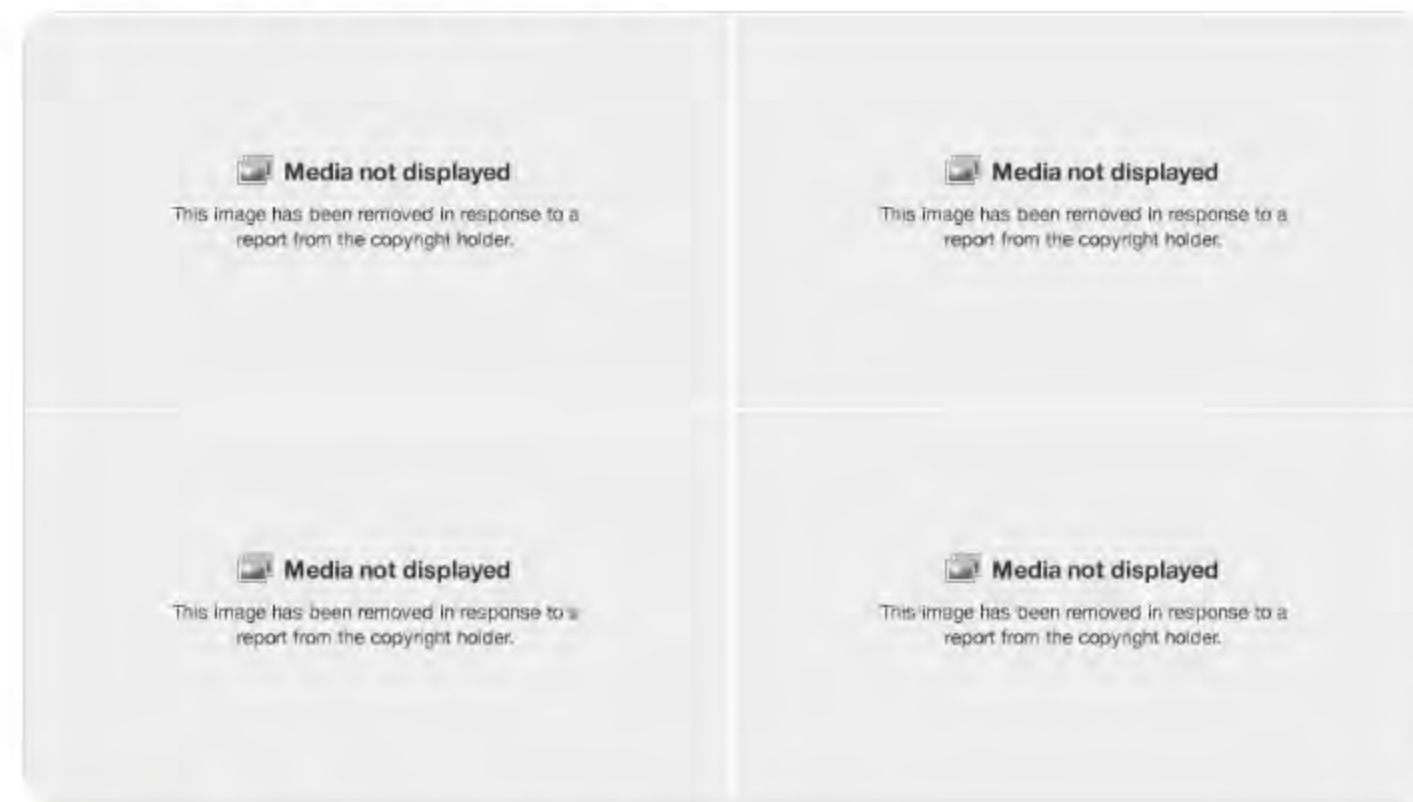 Media not displayed
This image has been removed in response to a
report from the copyright holder.
Media not displayed
This image has been removed in response to a
report from the copyright holder.
Media not displayed
This image has been removed in response to a
report from the copyright holder.
Media not displayed
This image has been removed in response to a
report from the copyright holder.